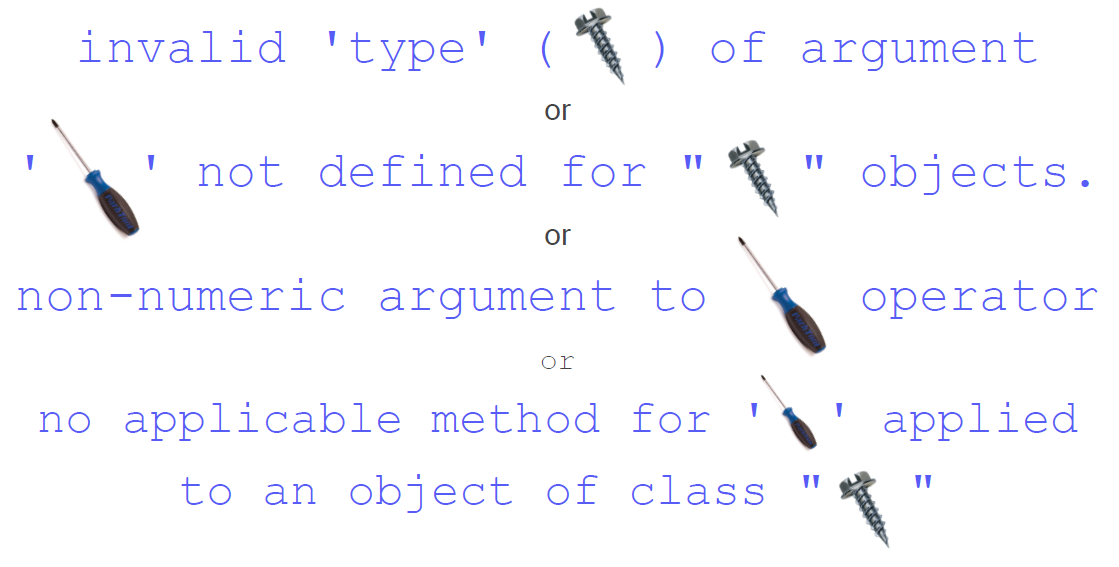 invalid 'type' ( ) of argument
or
' ' not defined for " " objects.
or
non-numeric argument to operator
or
no applicable method for ' ' applied
to an object of class " "